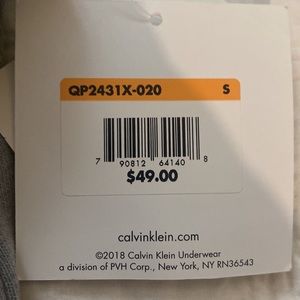 QP2431X-020 S
7 90812 64140 8
$49.00
calvinklein.com
©2018 Calvin Klein Underwear
a division of PVH Corp., New York, NY RN36543